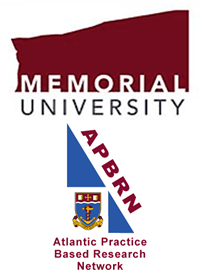 MEMORIAL
UNIVERSITY
APBRN
Atlantic Practice
Based Research
Network